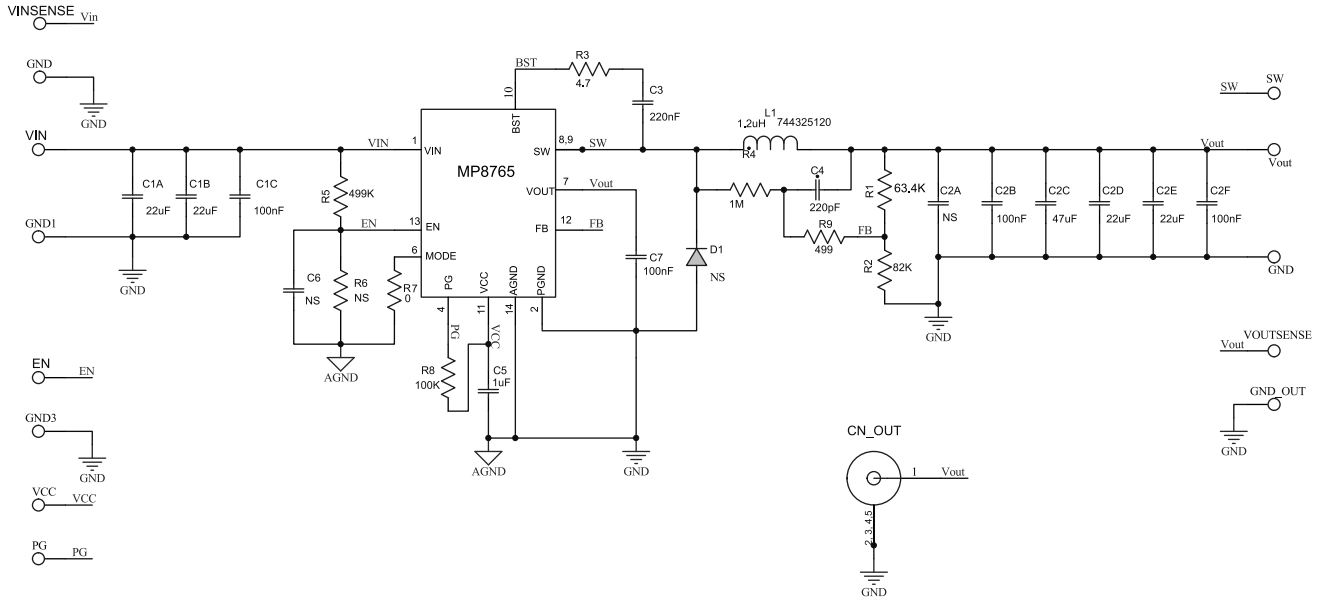 VINSENSE
Vin
GND
GND
VIN
GND1
GND
C1A
22uF
C1B
22uF
C1C
100nF
R5
499K
VIN
EN
C6
NS
R6
NS
R7
0
AGND
BST
10
R3
4.7
C3
220nF
1
VIN
BST
SW
8,9
SW
MP8765
VOUT
7
Vout
FB
12
FB
13
EN
6
MODE
PG
VCC
AGND
PGND
4
11
14
2
PG
VCC
R8
100K
C5
1uF
AGND
C7
100nF
GND
D1
NS
L1
1.2uH
744325120
R4
1M
C4
220pF
R9
499
FB
R1
63.4K
R2
82K
C2A
NS
C2B
100nF
C2C
47uF
C2D
22uF
C2E
22uF
C2F
100nF
GND
SW
SW
Vout
Vout
GND
VOUTSENSE
Vout
GND_OUT
GND
EN
EN
GND3
GND
VCC
VCC
PG
PG
CN_OUT
1
Vout
2, 3, 4,5
GND